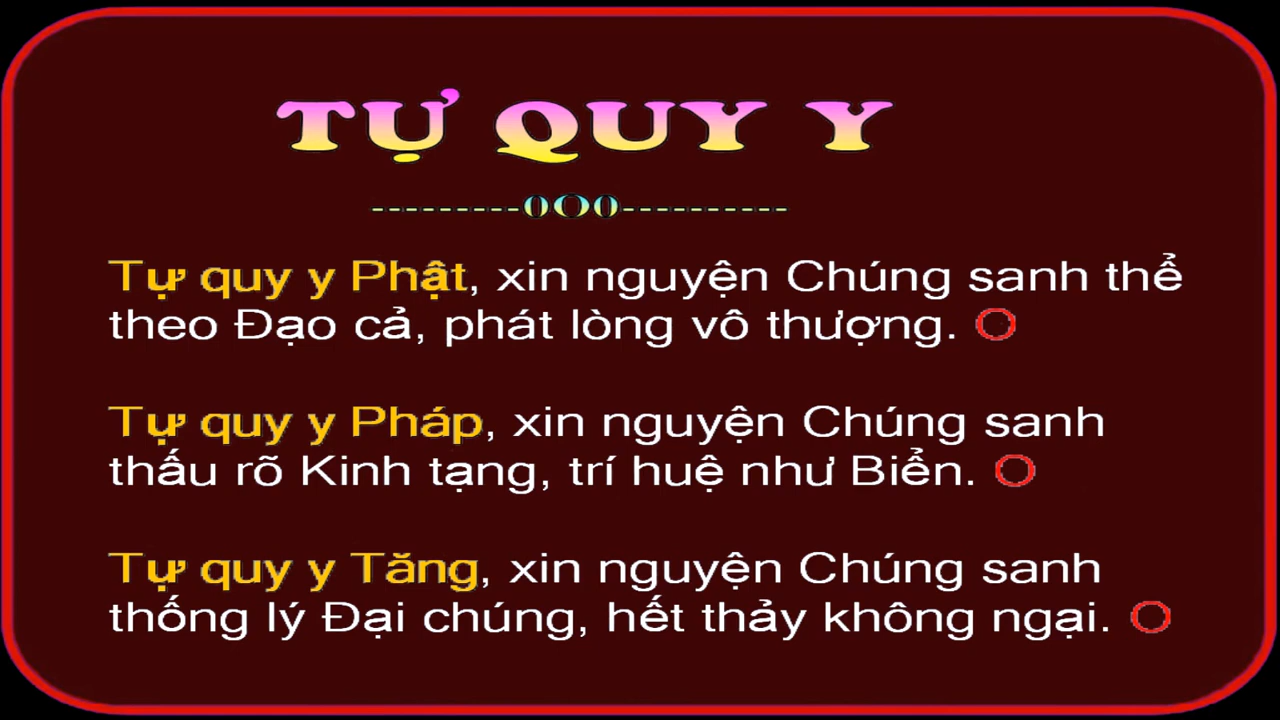 TỰ QUY Y
---------oOo----------
Tự quy y Phật, xin nguyện Chúng sanh thể
theo Đạo cả, phát lòng vô thượng. O
Tự quy y Pháp, xin nguyện Chúng sanh
thấu rõ Kinh tạng, trí huệ như Biển. O
Tự quy y Tăng, xin nguyện Chúng sanh
thống lý Đại chúng, hết thảy không ngại. O